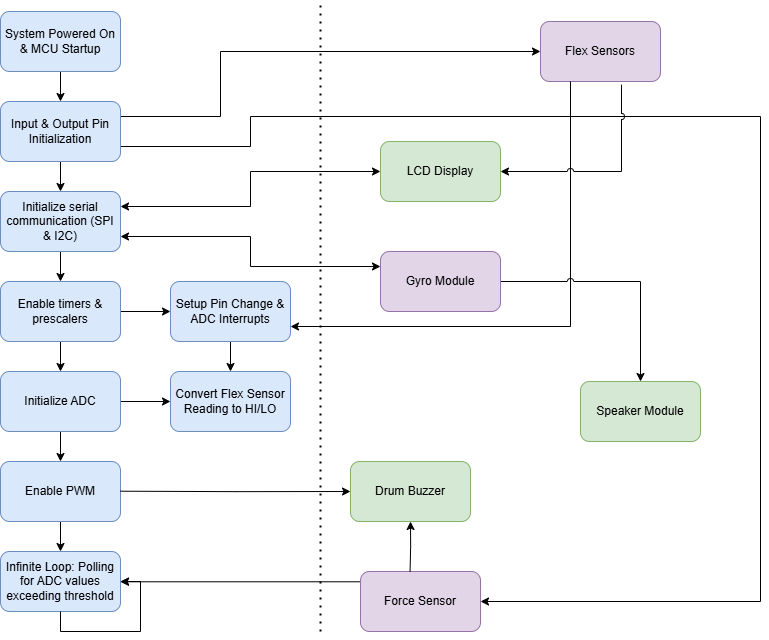 System Powered On
& MCU Startup
Flex Sensors
Input & Output Pin
Initialization
LCD Display
Initialize serial
communication (SPI
& I2C)
Gyro Module
Enable timers &
prescalers
Setup Pin Change &
ADC Interrupts
Initialize ADC
Convert Flex Sensor
Reading to HI/LO
Speaker Module
Enable PWM
Drum Buzzer
Infinite Loop: Polling
for ADC values
exceeding threshold
Force Sensor